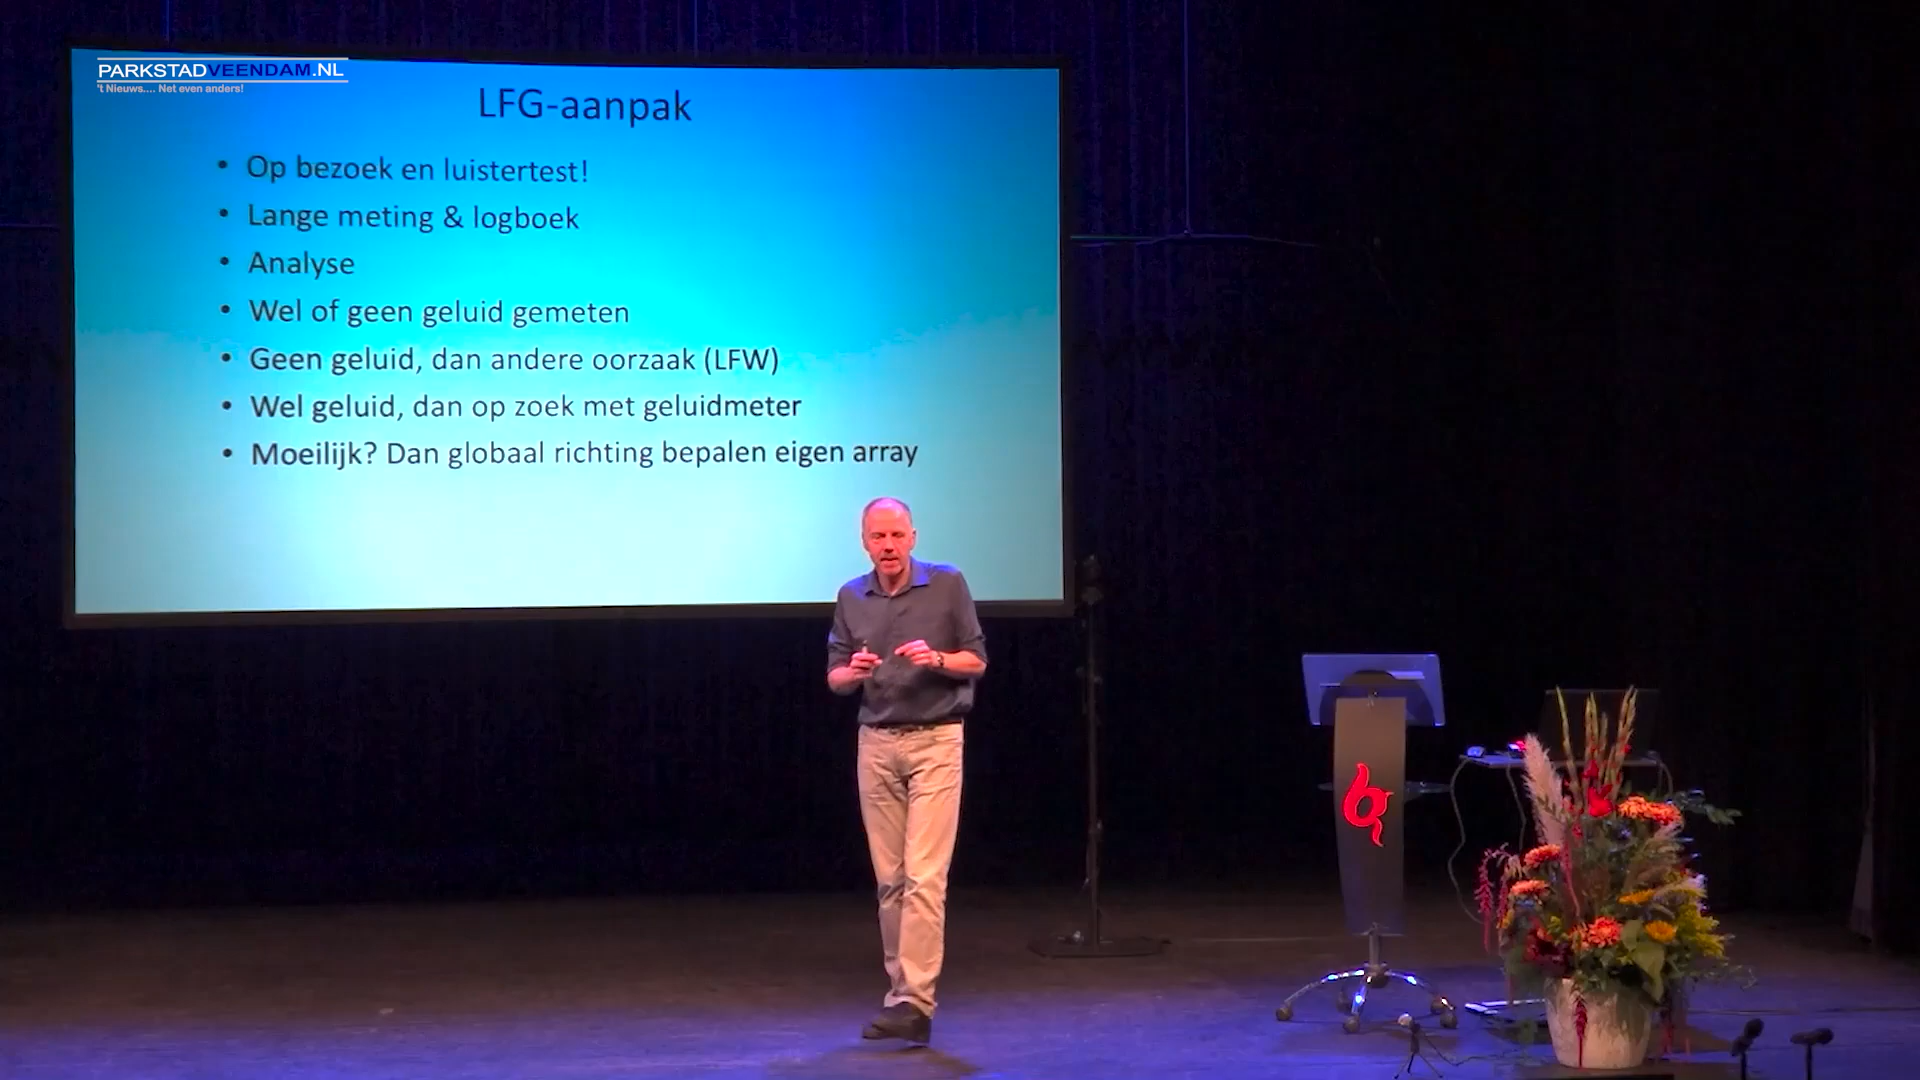 PARKSTADVEENDAM.NL
't Nieuws.... Net even anders!
LFG-aanpak
• Op bezoek en luistertest!
• Lange meting & logboek
• Analyse
• Wel of geen geluid gemeten
• Geen geluid, dan andere oorzaak (LFW)
• Wel geluid, dan op zoek met geluidmeter
• Moeilijk? Dan globaal richting bepalen eigen array